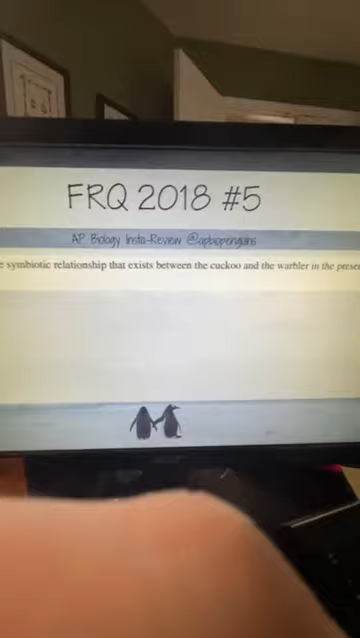 FRQ 2018 #5
AP Biology Insta-Review @apbiopenguins
e symbiotic relationship that exists between the cuckoo and the warbler in the prese